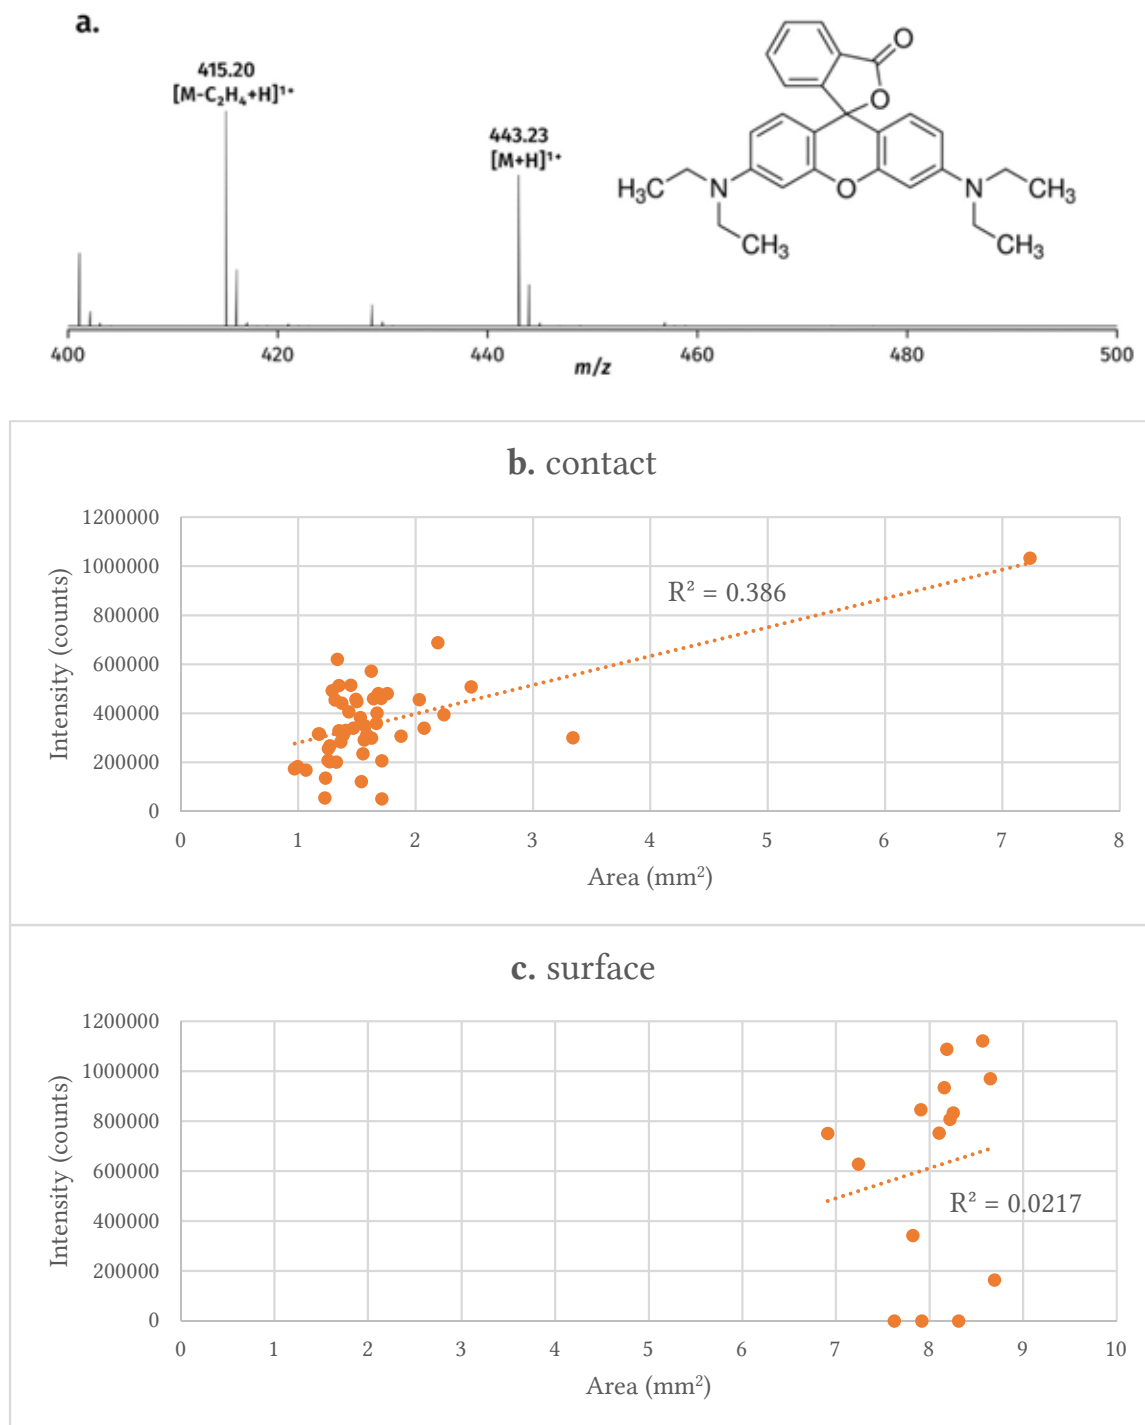 a.
415.20
[M-C₂H₄+H]¹⁺
443.23
[M+H]¹⁺
O
O
H₃C
N
O
N
CH₃
CH₃
CH₃
400
420
440
460
480
500
m/z
b. contact
1200000
1000000
800000
600000
400000
200000
0
Intensity (counts)
R² = 0.386
0 1 2 3 4 5 6 7 8
Area (mm²)
c. surface
1200000
1000000
800000
600000
400000
200000
0
Intensity (counts)
R² = 0.0217
0 1 2 3 4 5 6 7 8 9 10
Area (mm²)